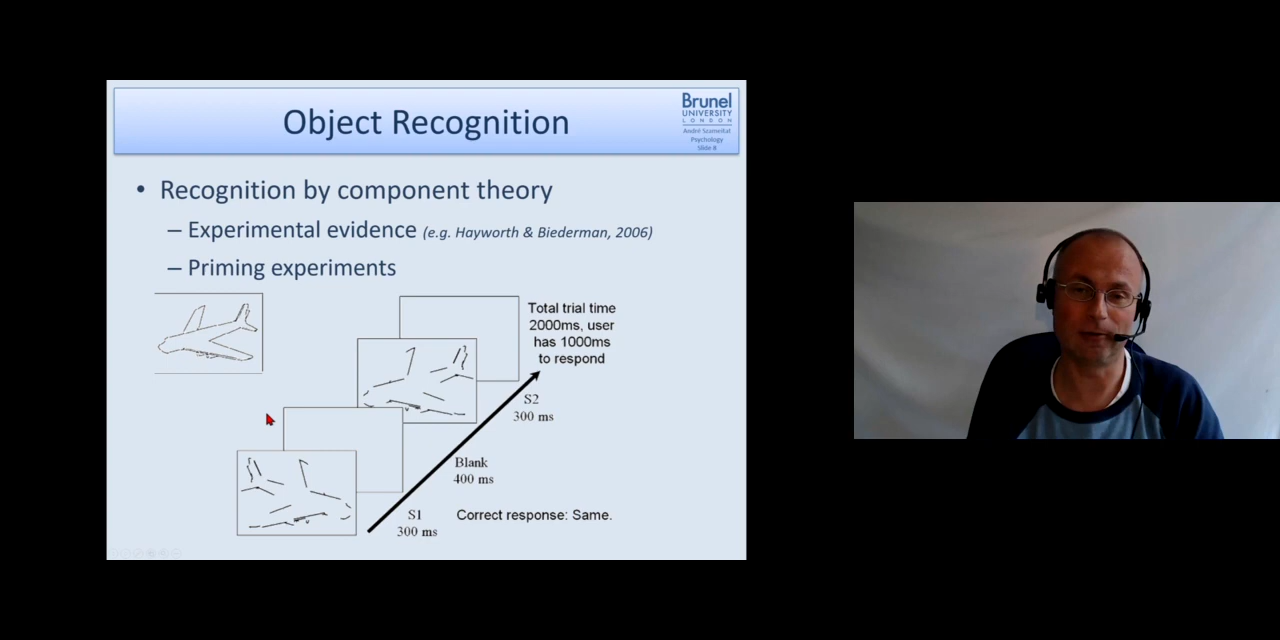 Object Recognition
Brunel
UNIVERSITY
LONDON
André Szameitat
Psychology
Slide 8
• Recognition by component theory
– Experimental evidence (e.g. Hayworth & Biederman, 2006)
– Priming experiments
Total trial time
2000ms, user
has 1000ms
to respond
S2
300 ms
Blank
400 ms
S1
300 ms
Correct response: Same.